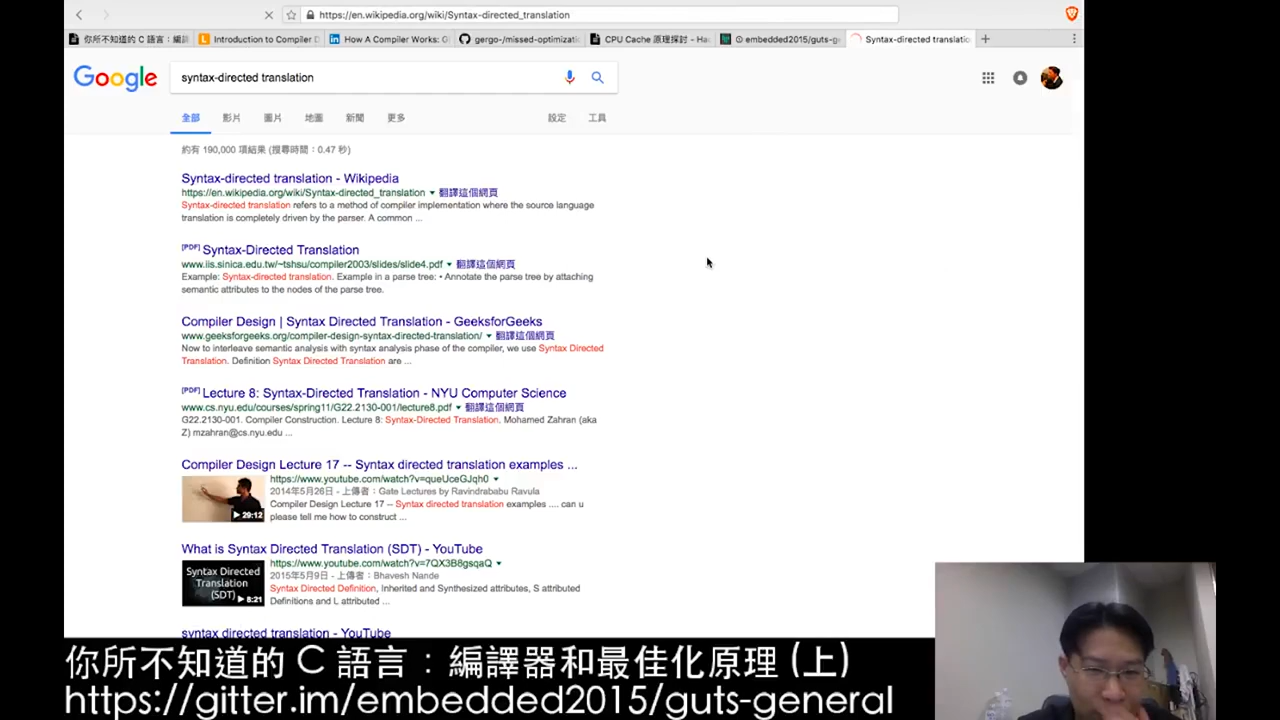 https://en.wikipedia.org/wiki/Syntax-directed_translation
你所不知道的 C 語言：編譯
Introduction to Compiler D
How A Compiler Works: G
gergo-/missed-optimizatio
CPU Cache 原理探討 - Hac
embedded2015/guts-ge
Syntax-directed translatio
Google
syntax-directed translation
全部 影片 圖片 地圖 新聞 更多 設定 工具
約有 190,000 項結果 (搜尋時間：0.47 秒)
Syntax-directed translation - Wikipedia
https://en.wikipedia.org/wiki/Syntax-directed_translation ▼ 翻譯這個網頁
Syntax-directed translation refers to a method of compiler implementation where the source language
translation is completely driven by the parser. A common ...
[PDF] Syntax-Directed Translation
www.iis.sinica.edu.tw/~tshsu/compiler2003/slides/slide4.pdf ▼ 翻譯這個網頁
Example: Syntax-directed translation. Example in a parse tree: • Annotate the parse tree by attaching
semantic attributes to the nodes of the parse tree.
Compiler Design | Syntax Directed Translation - GeeksforGeeks
www.geeksforgeeks.org/compiler-design-syntax-directed-translation/ ▼ 翻譯這個網頁
Now to interleave semantic analysis with syntax analysis phase of the compiler, we use Syntax Directed
Translation. Definition Syntax Directed Translation are ...
[PDF] Lecture 8: Syntax-Directed Translation - NYU Computer Science
www.cs.nyu.edu/courses/spring11/G22.2130-001/lecture8.pdf ▼ 翻譯這個網頁
G22.2130-001. Compiler Construction. Lecture 8: Syntax-Directed Translation. Mohamed Zahran (aka
Z) mzahran@cs.nyu.edu ...
Compiler Design Lecture 17 -- Syntax directed translation examples ...
https://www.youtube.com/watch?v=queUceGJqh0 ▼
2014年5月26日 - 上傳者：Gate Lectures by Ravindrababu Ravula
Compiler Design Lecture 17 -- Syntax directed translation examples .... can u
please tell me how to construct ...
▶ 29:12
What is Syntax Directed Translation (SDT) - YouTube
https://www.youtube.com/watch?v=7QX3B8gsqaQ ▼
2015年5月9日 - 上傳者：Bhavesh Nande
Syntax Directed Definition, Inherited and Synthesized attributes, S attributed
Definitions and L attributed ...
Syntax Directed
Translation
(SDT)
▶ 8:21
syntax directed translation - YouTube
你所不知道的 C 語言：編譯器和最佳化原理 (上)
https://gitter.im/embedded2015/guts-general